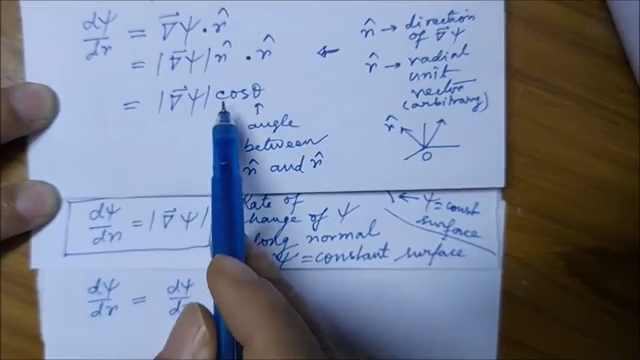 dψ/dr = ∇⃗ψ · r̂
= |∇⃗ψ| n̂ · r̂
= |∇⃗ψ| cosθ
↑
angle
between
n̂ and r̂
← n̂ → direction
of ∇⃗ψ
r̂ → radial
unit
vector
(arbitrary)
r̂
O
dψ/dn = |∇⃗ψ|
Rate of
change of ψ
along normal
ψ = constant surface
← ψ = const
surface
dψ/dr = dψ